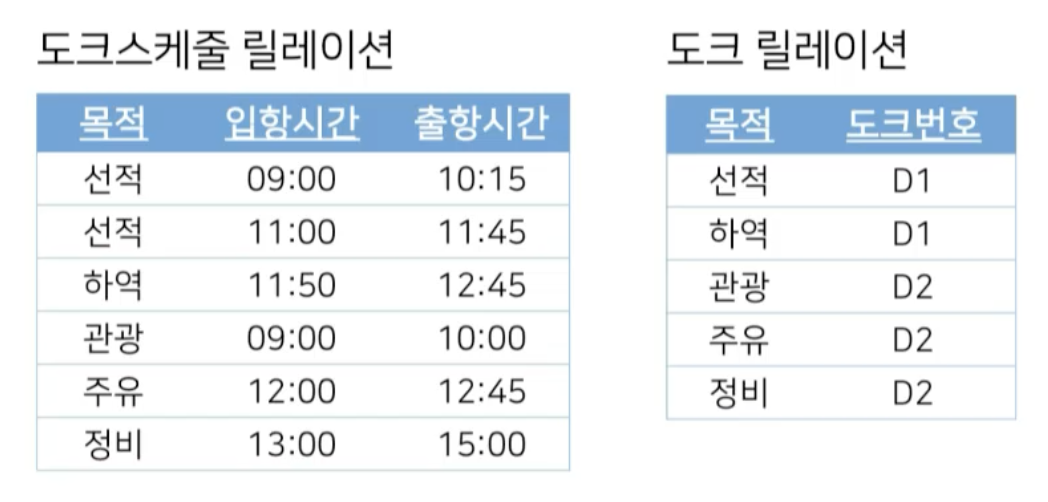 도크스케줄 릴레이션
목적 입항시간 출항시간
선적 09:00 10:15
선적 11:00 11:45
하역 11:50 12:45
관광 09:00 10:00
주유 12:00 12:45
정비 13:00 15:00
도크 릴레이션
목적 도크번호
선적 D1
하역 D1
관광 D2
주유 D2
정비 D2